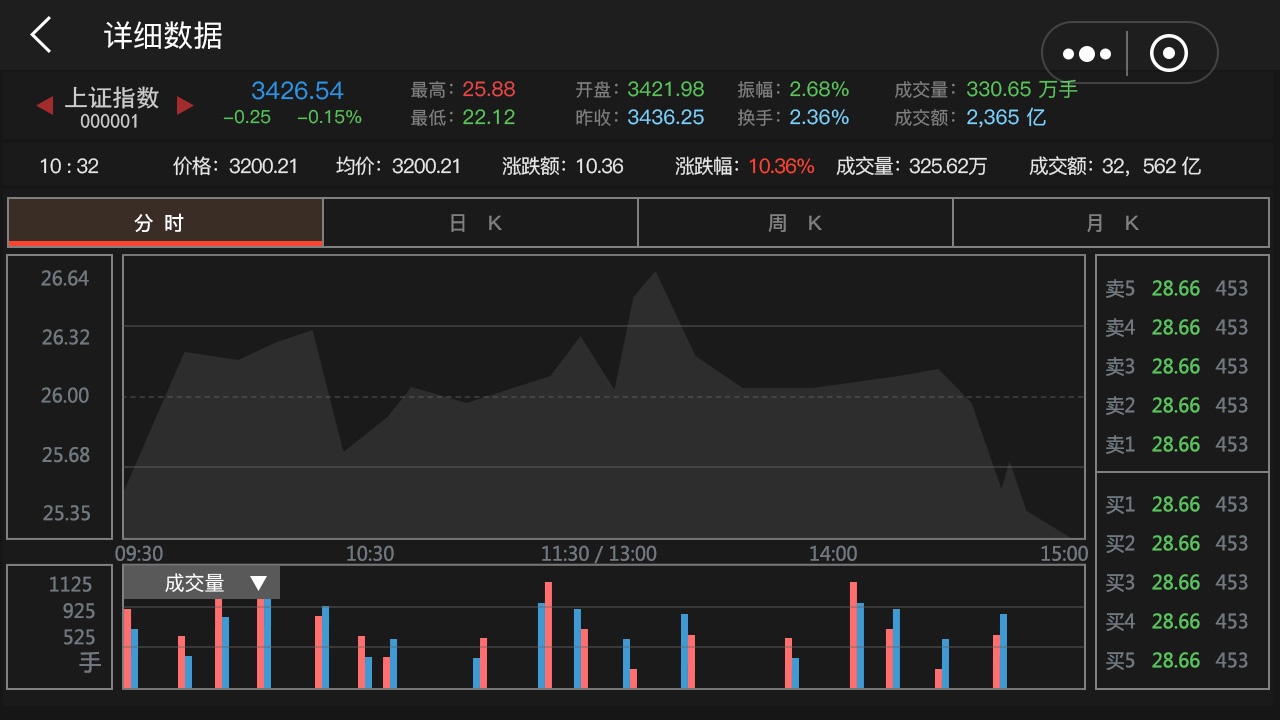 详细数据
上证指数
000001
3426.54
-0.25 -0.15%
最高：25.88 开盘：3421.98 振幅：2.68% 成交量：330.65 万手
最低：22.12 昨收：3436.25 换手：2.36% 成交额：2,365 亿
10 : 32 价格：3200.21 均价：3200.21 涨跌额：10.36 涨跌幅：10.36% 成交量：325.62万 成交额：32，562 亿
分 时 日 K 周 K 月 K
26.64
26.32
26.00
25.68
25.35
卖5 28.66 453
卖4 28.66 453
卖3 28.66 453
卖2 28.66 453
卖1 28.66 453
买1 28.66 453
买2 28.66 453
买3 28.66 453
买4 28.66 453
买5 28.66 453
09:30 10:30 11:30 / 13:00 14:00 15:00
成交量 ▼
1125
925
525
手